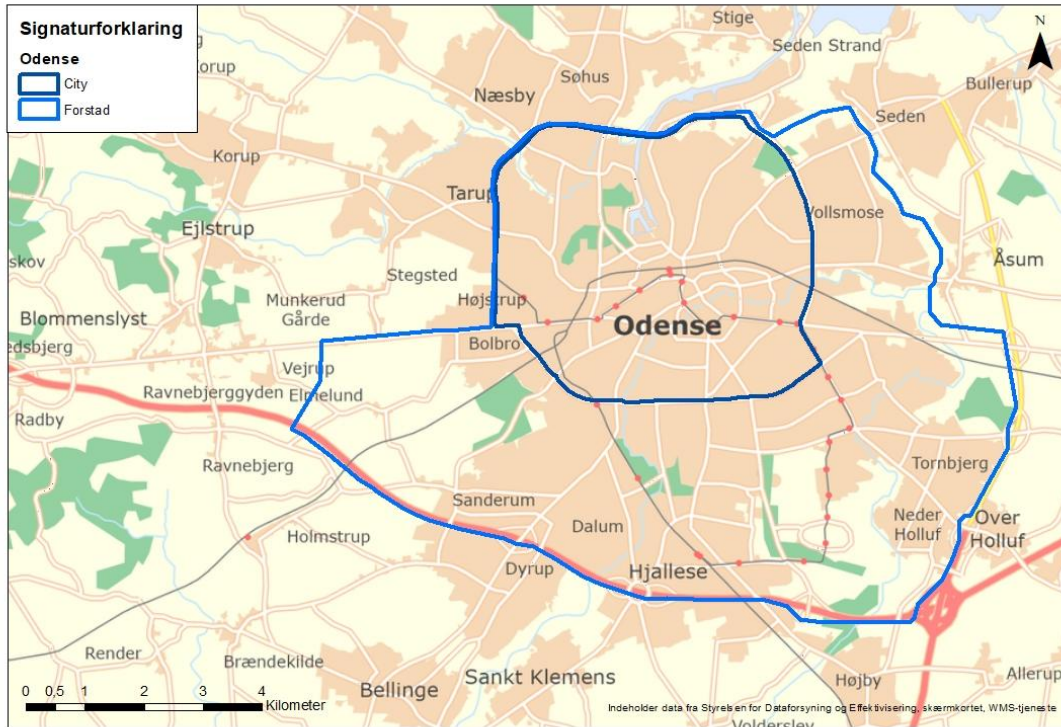 Signaturforklaring
Odense
City
Forstad
N
Stige
Seden Strand
Bullerup
Søhus
Næsby
Seden
Korup
Tarup
Vollsmose
Ejlstrup
Åsum
Stegsted
Munkerud
Gårde
Højstrup
Blommenslyst
Odense
Bolbro
Vejrup
Ravnebjerggyden
Elmelund
Radby
Ravnebjerg
Tornbjerg
Sanderum
Neder
Holluf
Over
Holluf
Dalum
Holmstrup
Dyrup
Hjallese
Render
Brændekilde
Sankt Klemens
Bellinge
Højby
Allerup
0 0,5 1 2 3 4
Kilometer
Indeholder data fra Styrelsen for Dataforsyning og Effektivisering, skærmkortet, WMS-tjeneste
Volderslev